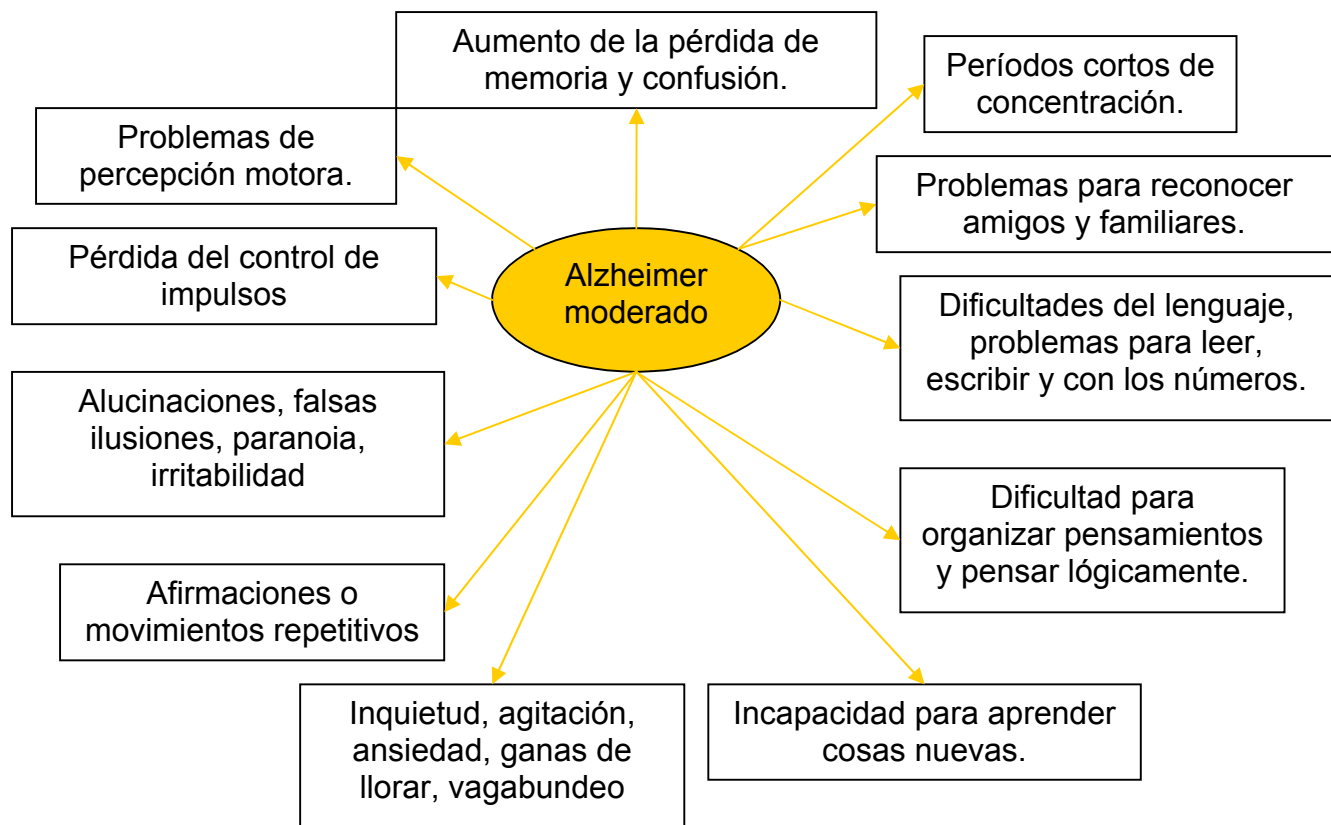 Aumento de la pérdida de
memoria y confusión.
Períodos cortos de
concentración.
Problemas de
percepción motora.
Problemas para reconocer
amigos y familiares.
Pérdida del control de
impulsos
Alzheimer
moderado
Dificultades del lenguaje,
problemas para leer,
escribir y con los números.
Alucinaciones, falsas
ilusiones, paranoia,
irritabilidad
Dificultad para
organizar pensamientos
y pensar lógicamente.
Afirmaciones o
movimientos repetitivos
Inquietud, agitación,
ansiedad, ganas de
llorar, vagabundeo
Incapacidad para aprender
cosas nuevas.